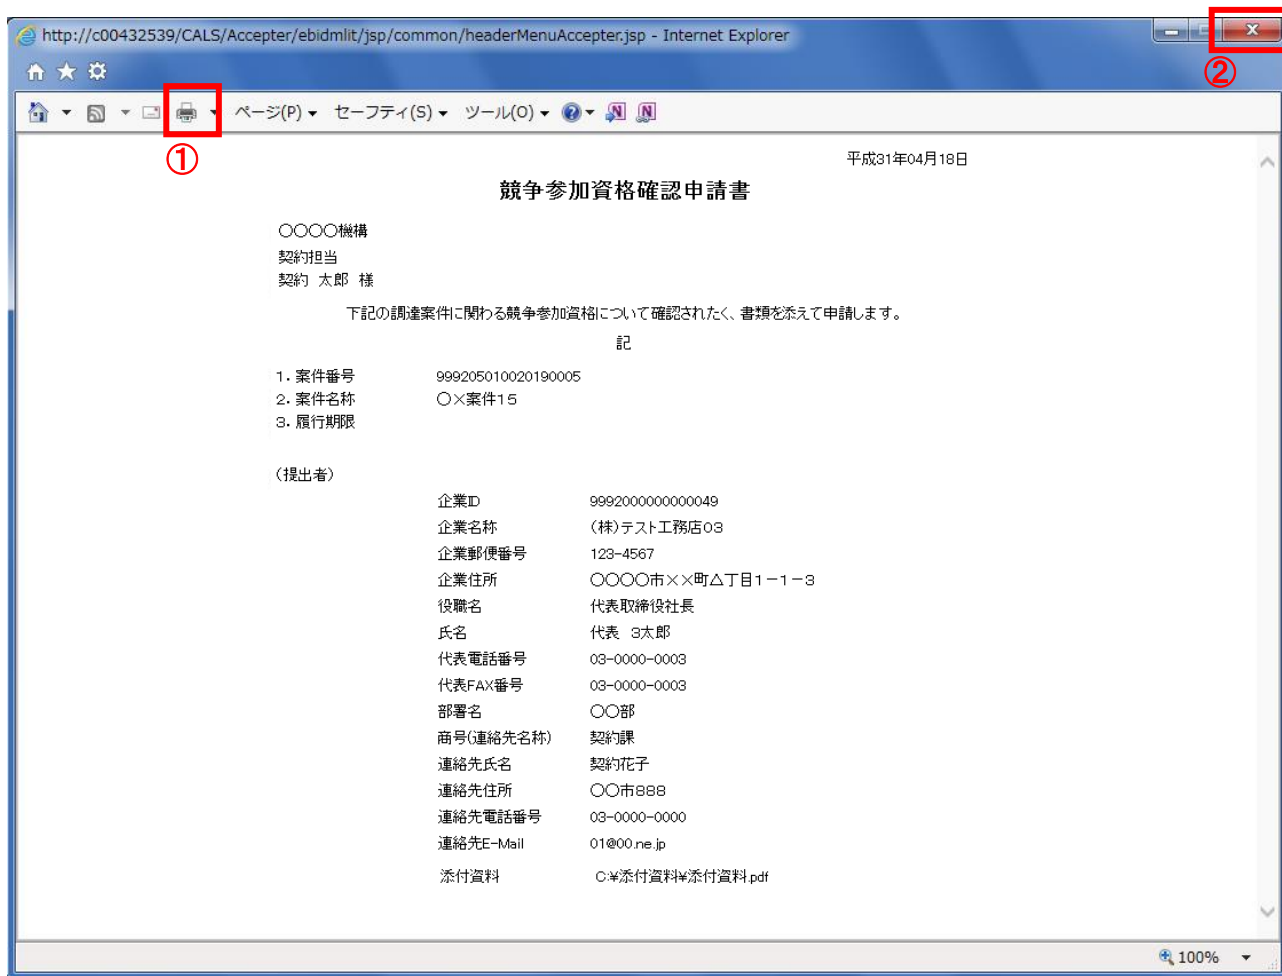 http://c00432539/CALS/Accepter/ebidmlit/jsp/common/headerMenuAccepter.jsp - Internet Explorer
②
ページ(P) セーフティ(S) ツール(O)
①
平成31年04月18日
競争参加資格確認申請書
〇〇〇〇機構
契約担当
契約 太郎 様
下記の調達案件に関わる競争参加資格について確認されたく、書類を添えて申請します。
記
1. 案件番号 999205010020190005
2. 案件名称 〇×案件15
3. 履行期限
(提出者)
企業ID 9992000000000049
企業名称 (株)テスト工務店03
企業郵便番号 123-4567
企業住所 〇〇〇〇市××町△丁目1-1-3
役職名 代表取締役社長
氏名 代表 3太郎
代表電話番号 03-0000-0003
代表FAX番号 03-0000-0003
部署名 〇〇部
商号(連絡先名称) 契約課
連絡先氏名 契約花子
連絡先住所 〇〇市888
連絡先電話番号 03-0000-0000
連絡先E-Mail 01@00.ne.jp
添付資料 C:¥添付資料¥添付資料.pdf
100%